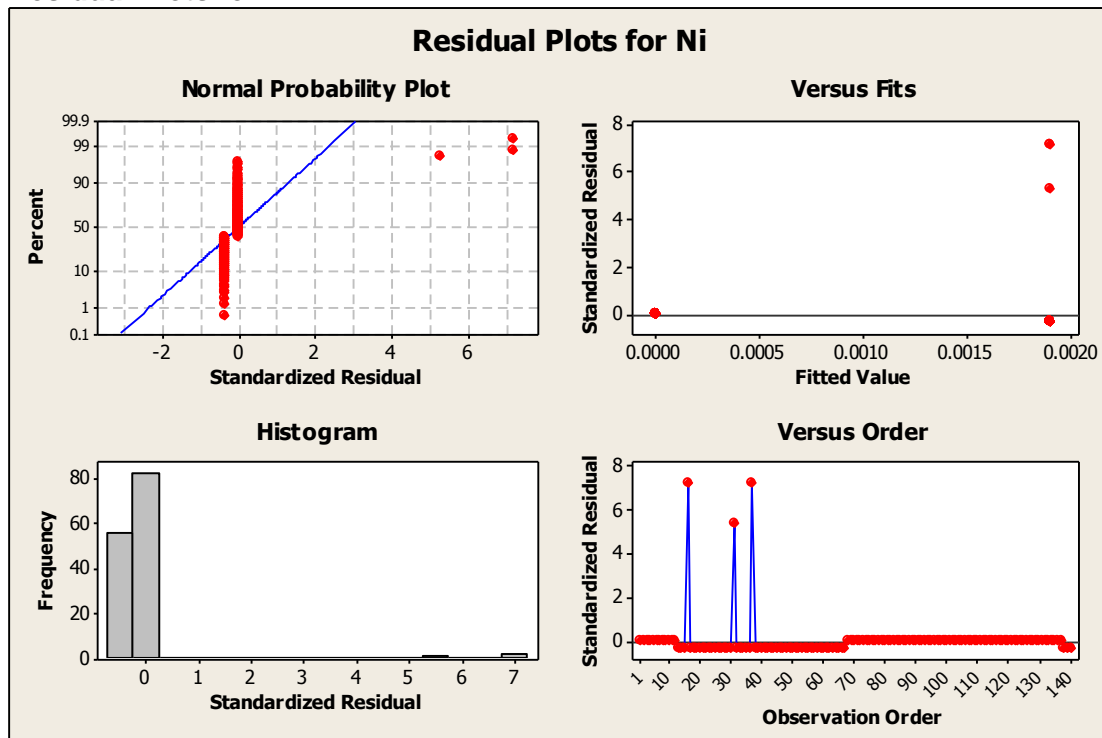 Residual Plots for Ni
Normal Probability Plot
99.9
99
90
50
10
1
0.1
Percent
-2 0 2 4 6
Standardized Residual
Versus Fits
8
6
4
2
0
Standardized Residual
0.0000 0.0005 0.0010 0.0015 0.0020
Fitted Value
Histogram
80
60
40
20
0
Frequency
0 1 2 3 4 5 6 7
Standardized Residual
Versus Order
8
6
4
2
0
Standardized Residual
1 10 20 30 40 50 60 70 80 90 100 110 120 130 140
Observation Order